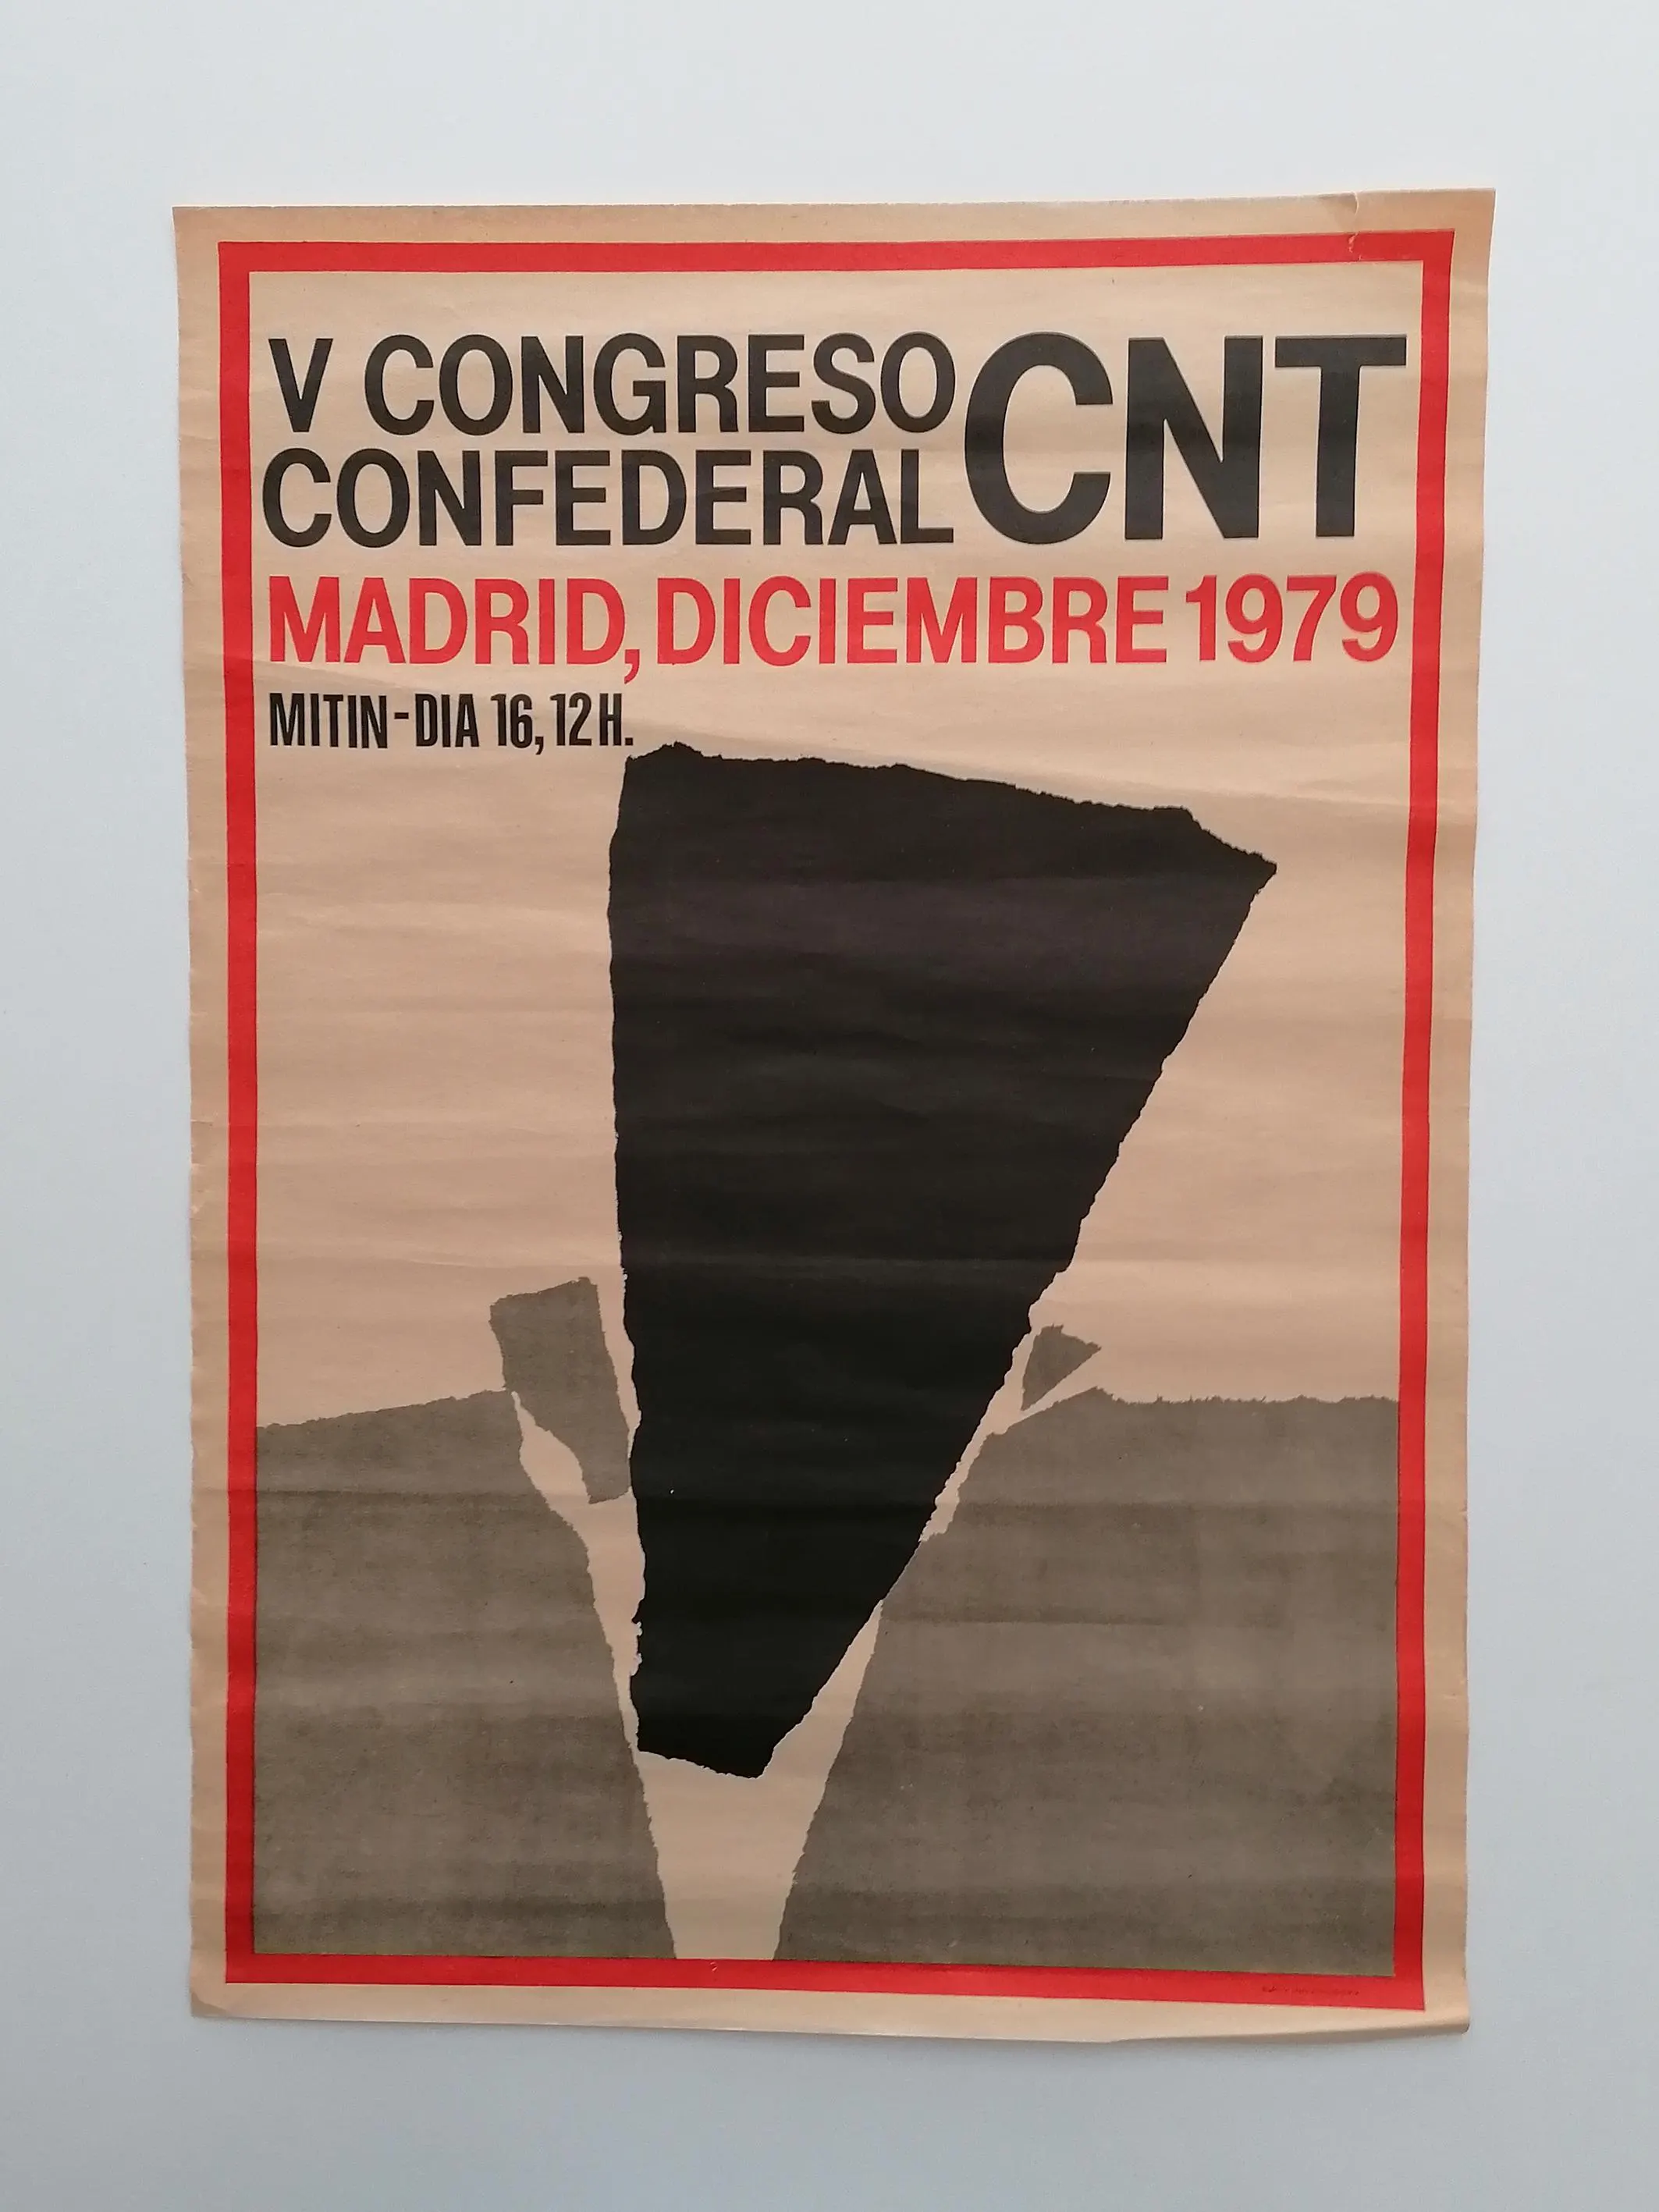 V CONGRESO
CONFEDERAL
CNT
MADRID, DICIEMBRE 1979
MITIN-DIA 16, 12 H.